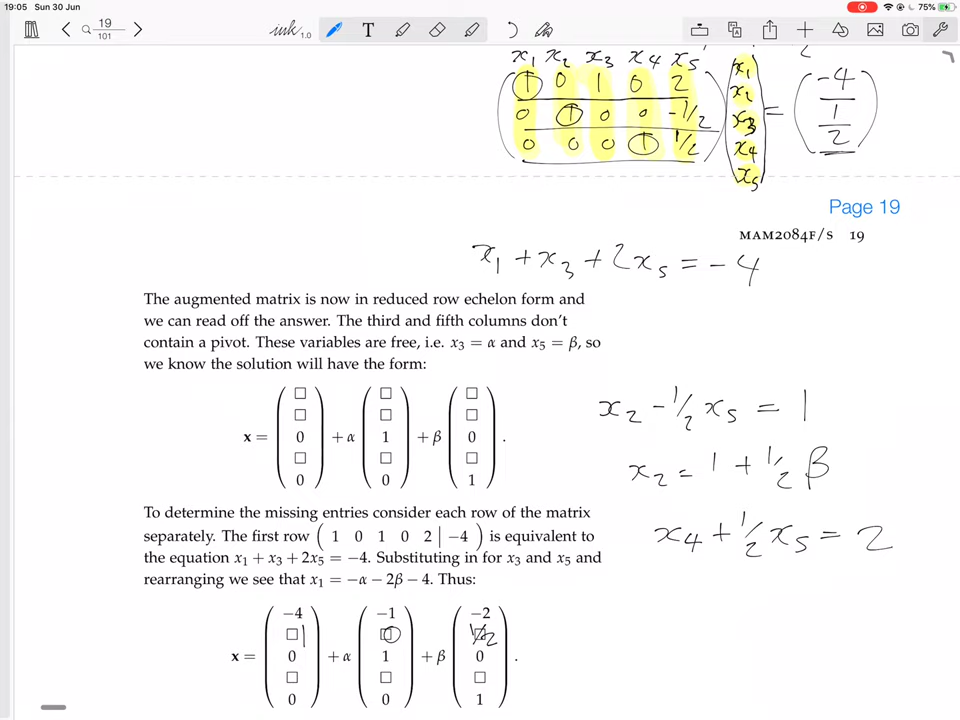 19:05 Sun 30 Jun
75%
19
101
ink 1.0
T
x1 x2 x3 x4 x5
1 0 1 0 2
0 1 0 0 -1/2
0 0 0 1 1/2
x1
x2
x3
x4
x5
=
-4
1
2
Page 19
MAM2084F/S 19
x1 + x3 + 2x5 = -4
The augmented matrix is now in reduced row echelon form and
we can read off the answer. The third and fifth columns don't
contain a pivot. These variables are free, i.e. x3 = α and x5 = β, so
we know the solution will have the form:
x = ( □ □ 0 □ 0 ) + α ( □ □ 1 □ 0 ) + β ( □ □ 0 □ 1 ) .
x2 - 1/2 x5 = 1
x2 = 1 + 1/2 β
x4 + 1/2 x5 = 2
To determine the missing entries consider each row of the matrix
separately. The first row ( 1 0 1 0 2 | −4 ) is equivalent to
the equation x1 + x3 + 2x5 = −4. Substituting in for x3 and x5 and
rearranging we see that x1 = −α − 2β − 4. Thus:
x = ( −4 □ 1 0 □ 0 ) + α ( −1 □ 0 1 □ 0 ) + β ( −2 □ 1/2 0 □ 1 ) .